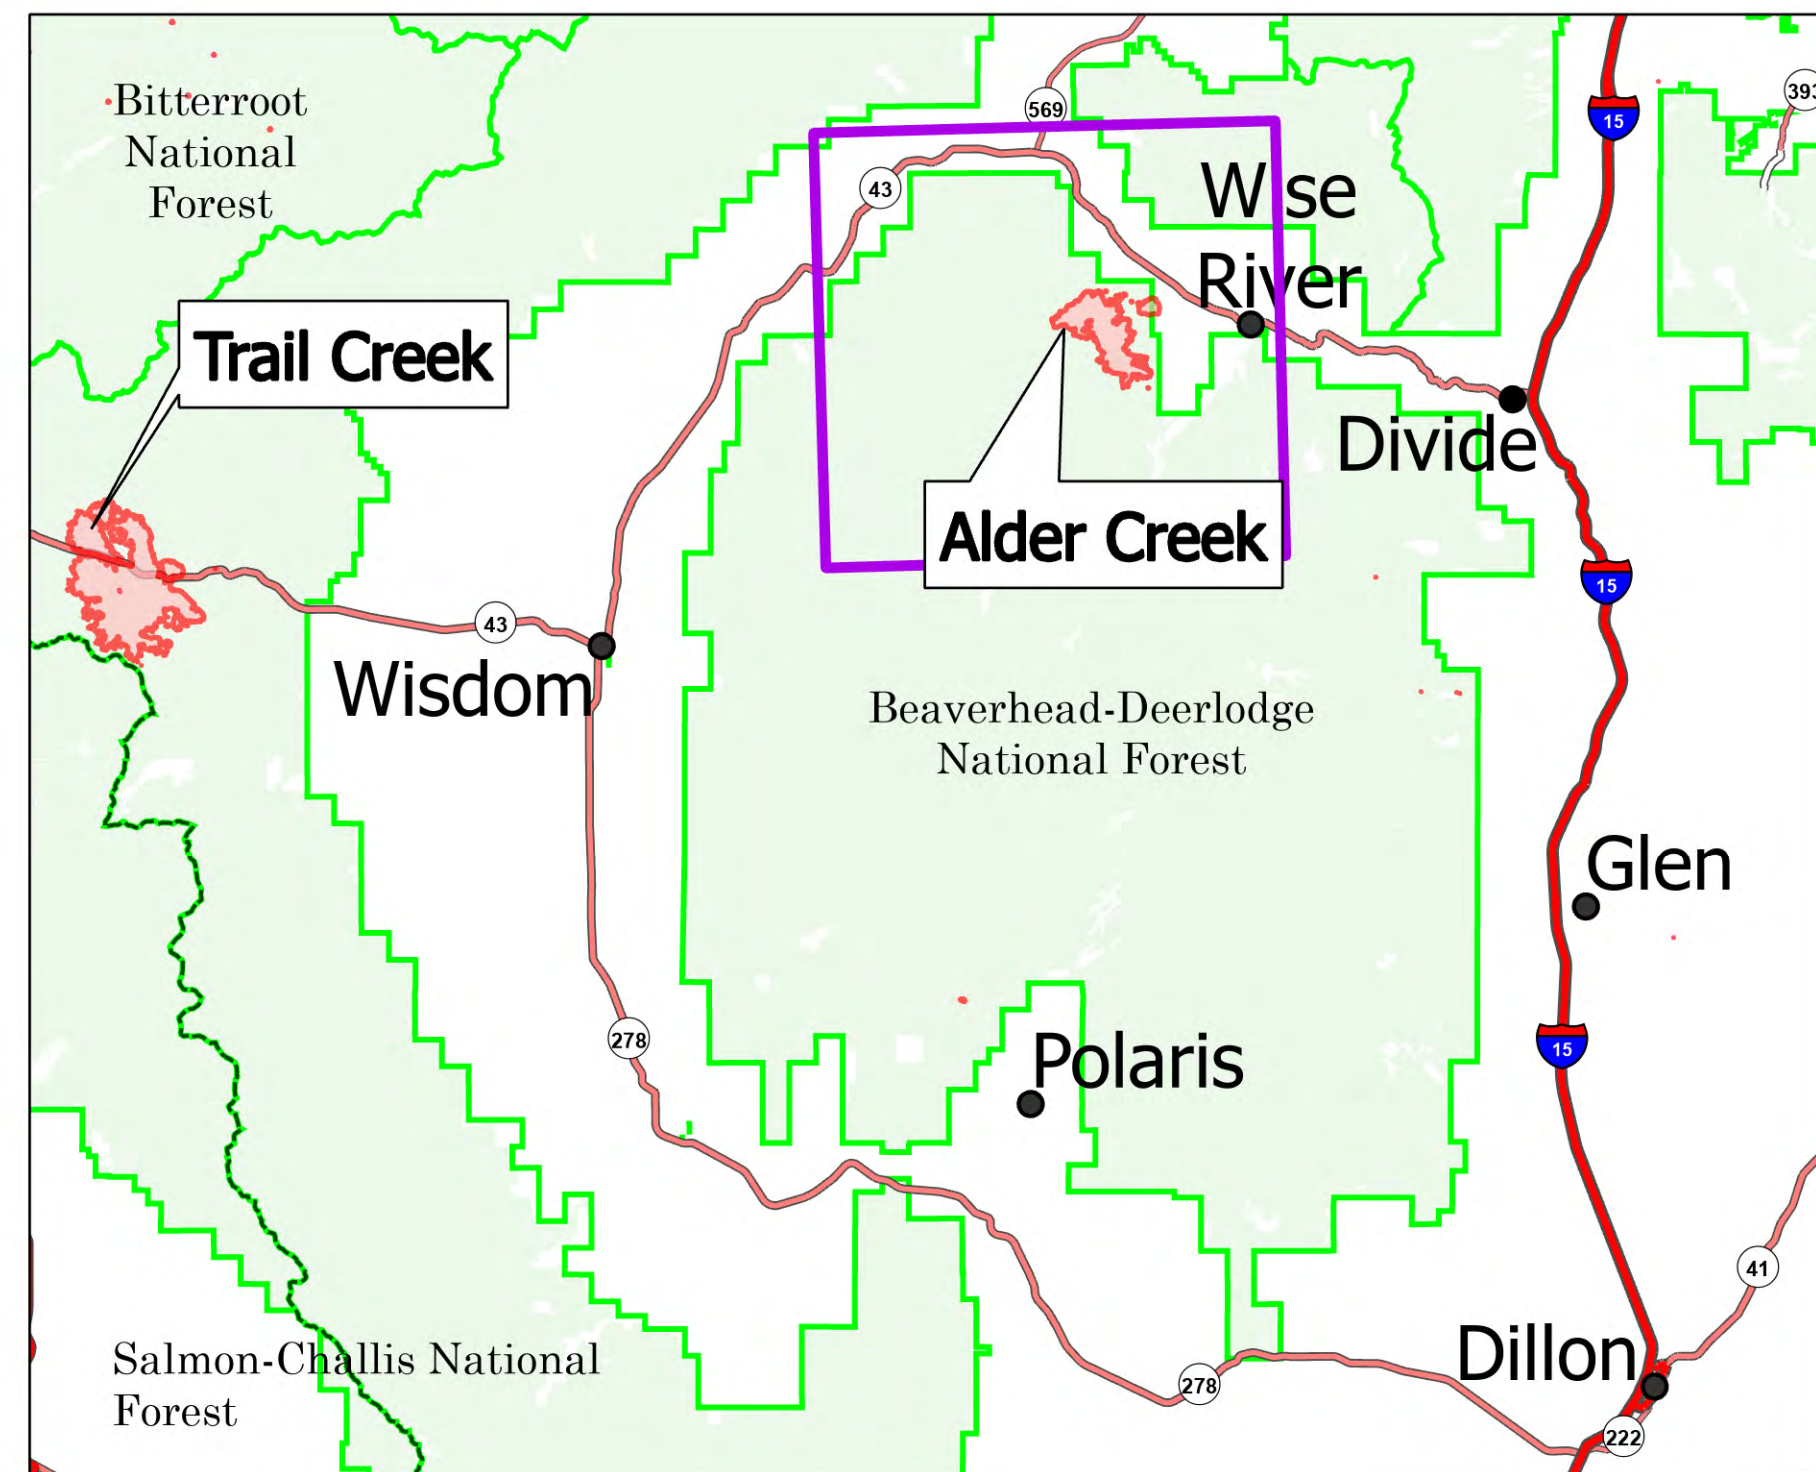 Bitterroot
National
Forest
569
393
15
43
Wise
River
Trail Creek
Divide
Alder Creek
15
43
Wisdom
Beaverhead-Deerlodge
National Forest
Glen
278
Polaris
15
41
Salmon-Challis National
Forest
Dillon
278
222